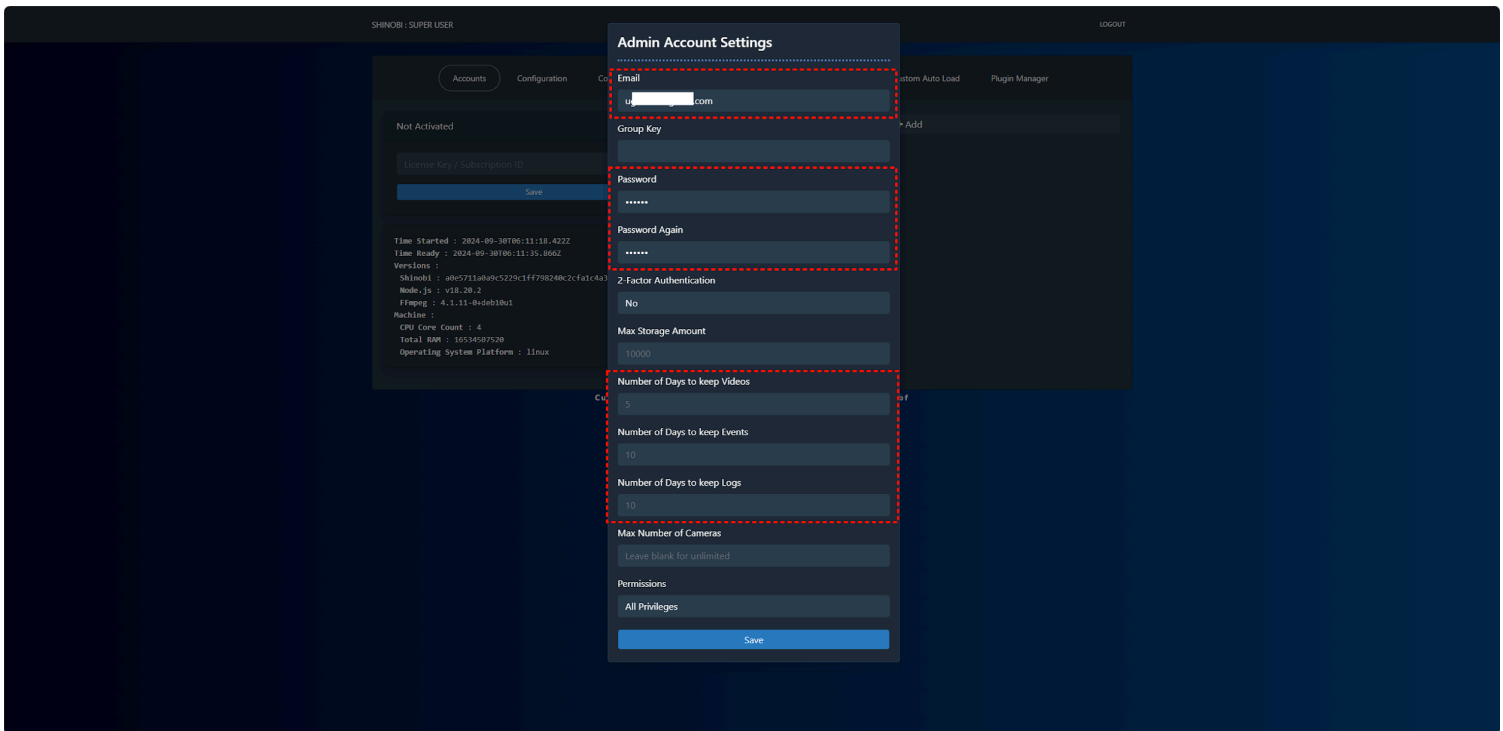 SHINOBI : SUPER USER
LOGOUT
Accounts
Configuration
Co
stom Auto Load
Plugin Manager
Not Activated
License Key / Subscription ID
Save
Time Started : 2024-09-30T06:11:18.422Z
Time Ready : 2024-09-30T06:11:35.866Z
Versions :
Shinobi : a0e5711a0a9c5229c1ff798240c2cfa1c4a3
Node.js : v18.20.2
FFmpeg : 4.1.11-0+deb10u1
Machine :
CPU Core Count : 4
Total RAM : 16534507520
Operating System Platform : linux
Add
Cu
of
Admin Account Settings
Email
.com
Group Key
Password
••••••
Password Again
••••••
2-Factor Authentication
No
Max Storage Amount
10000
Number of Days to keep Videos
5
Number of Days to keep Events
10
Number of Days to keep Logs
10
Max Number of Cameras
Leave blank for unlimited
Permissions
All Privileges
Save